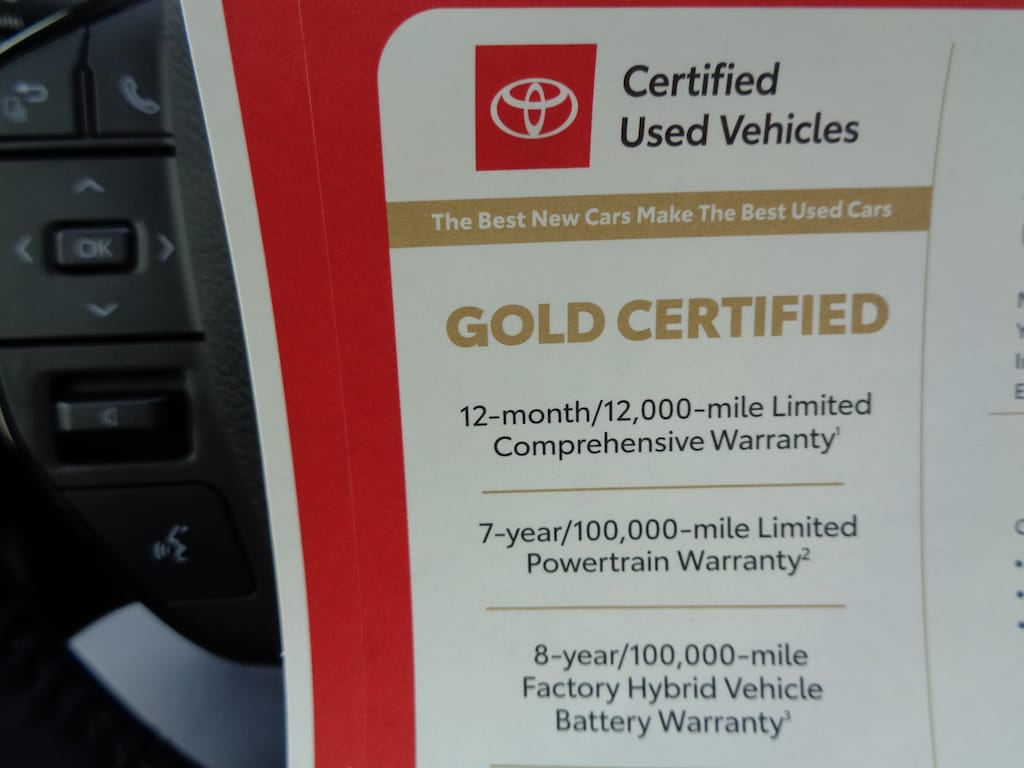 OK
Certified
Used Vehicles
The Best New Cars Make The Best Used Cars
GOLD CERTIFIED
12-month/12,000-mile Limited
Comprehensive Warranty¹
7-year/100,000-mile Limited
Powertrain Warranty²
8-year/100,000-mile
Factory Hybrid Vehicle
Battery Warranty³